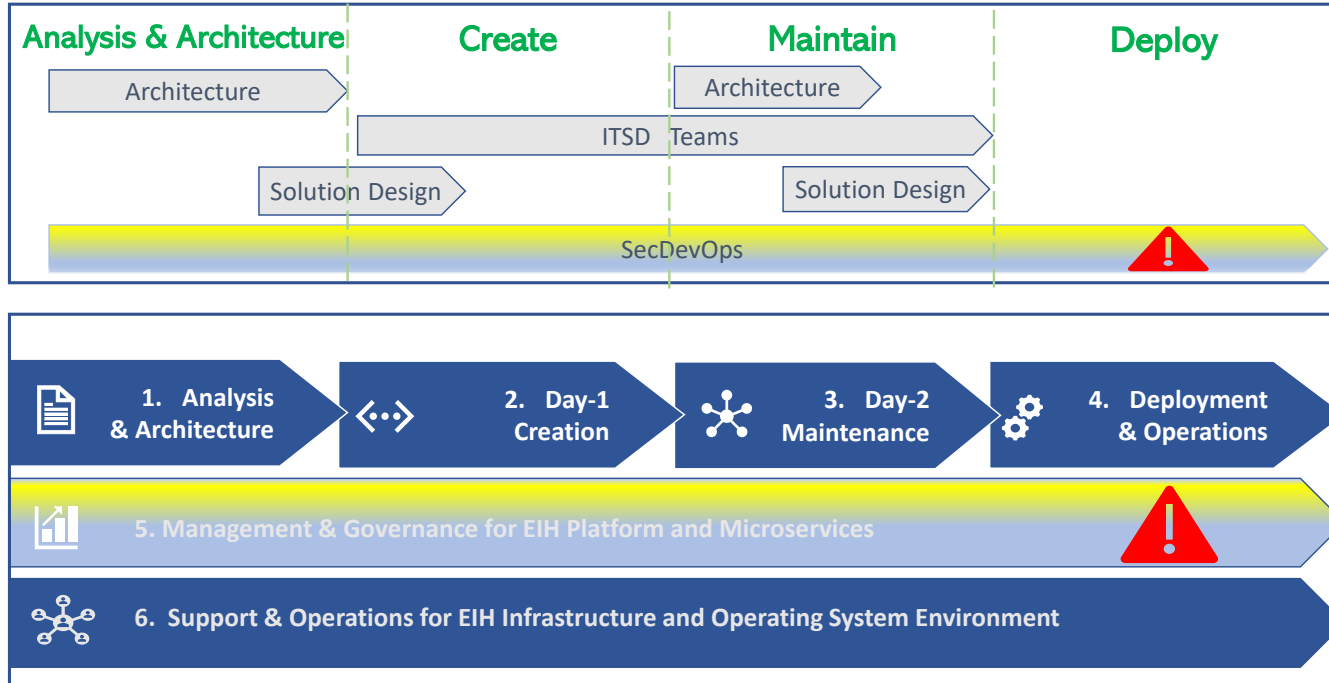 Analysis & Architecture
Create
Maintain
Deploy
Architecture
Architecture
ITSD Teams
Solution Design
Solution Design
SecDevOps
1. Analysis
& Architecture
2. Day-1
Creation
3. Day-2
Maintenance
4. Deployment
& Operations
5. Management & Governance for EIH Platform and Microservices
6. Support & Operations for EIH Infrastructure and Operating System Environment